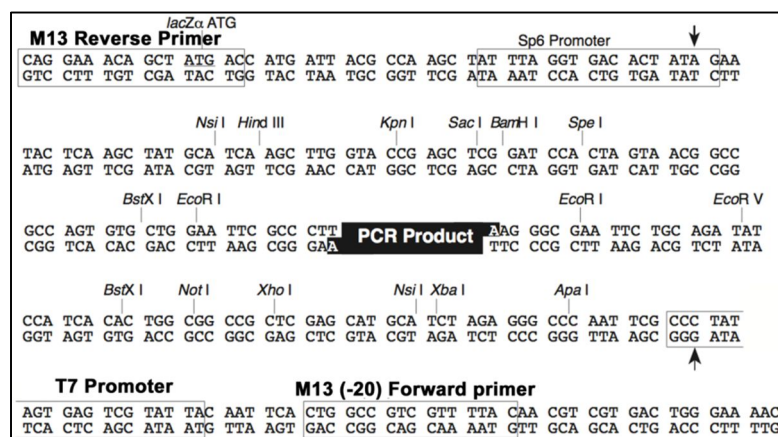 lacZα ATG
M13 Reverse Primer
Sp6 Promoter
CAG GAA ACA GCT ATG ACC ATG ATT ACG CCA AGC TAT TTA GGT GAC ACT ATA GAA
GTC CTT TGT CGA TAC TGG TAC TAA TGC GGT TCG ATA AAT CCA CTG TGA TAT CTT
Nsi I Hind III Kpn I Sac I BamH I Spe I
TAC TCA AGC TAT GCA TCA AGC TTG GTA CCG AGC TCG GAT CCA CTA GTA ACG GCC
ATG AGT TCG ATA CGT AGT TCG AAC CAT GGC TCG AGC CTA GGT GAT CAT TGC CGG
BstX I EcoR I EcoR I EcoR V
GCC AGT GTG CTG GAA TTC GCC CTT PCR Product AAG GGC GAA TTC TGC AGA TAT
CGG TCA CAC GAC CTT AAG CGG GAA TTC CCG CTT AAG ACG TCT ATA
BstX I Not I Xho I Nsi I Xba I Apa I
CCA TCA CAC TGG CGG CCG CTC GAG CAT GCA TCT AGA GGG CCC AAT TCG CCC TAT
GGT AGT GTG ACC GCC GGC GAG CTC GTA CGT AGA TCT CCC GGG TTA AGC GGG ATA
T7 Promoter M13 (-20) Forward primer
AGT GAG TCG TAT TAC AAT TCA CTG GCC GTC GTT TTA CAA CGT CGT GAC TGG GAA AAC
TCA CTC AGC ATA ATG TTA AGT GAC CGG CAG CAA AAT GTT GCA GCA CTG ACC CTT TTG